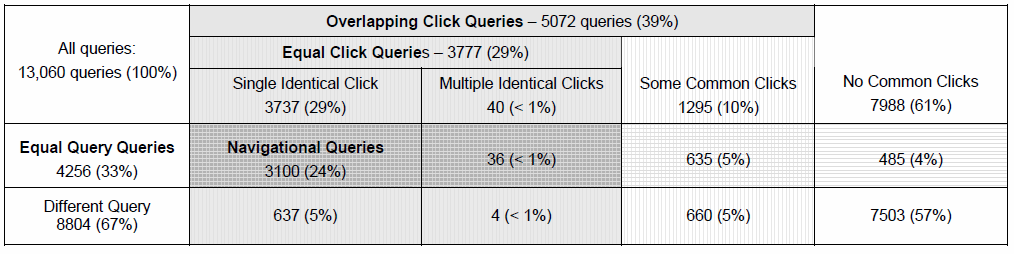 Overlapping Click Queries – 5072 queries (39%)
All queries:
13,060 queries (100%)
Equal Click Queries – 3777 (29%)
Single Identical Click
3737 (29%)
Multiple Identical Clicks
40 (< 1%)
Some Common Clicks
1295 (10%)
No Common Clicks
7988 (61%)
Equal Query Queries
4256 (33%)
Navigational Queries
3100 (24%)
36 (< 1%)
635 (5%)
485 (4%)
Different Query
8804 (67%)
637 (5%)
4 (< 1%)
660 (5%)
7503 (57%)